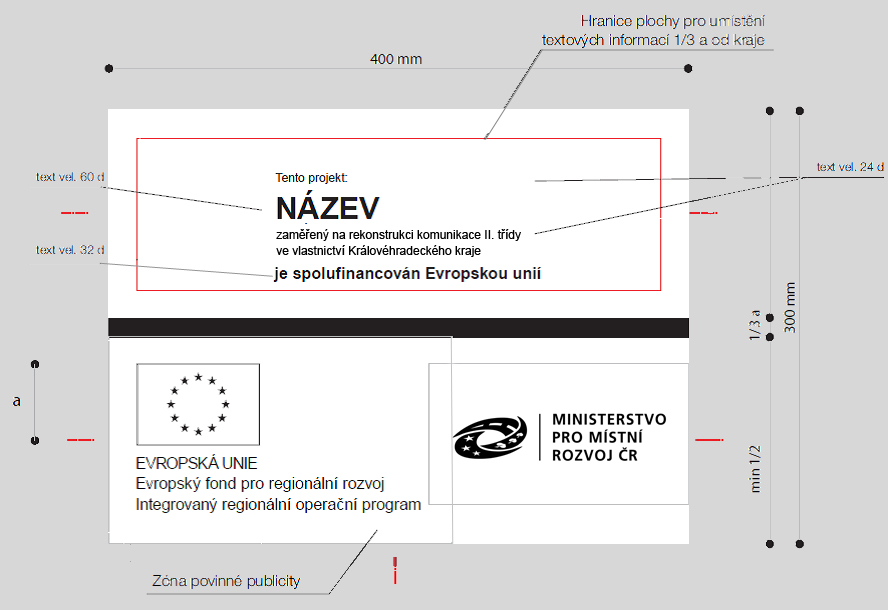 Hranice plochy pro umístění
textových informací 1/3 a od kraje
400 mm
text vel. 60 d
text vel. 24 d
Tento projekt:
NÁZEV
zaměřený na rekonstrukci komunikace II. třídy
ve vlastnictví Královéhradeckého kraje
text vel. 32 d
je spolufinancován Evropskou unií
1/3 a
300 mm
a
MINISTERSTVO
PRO MÍSTNÍ
ROZVOJ ČR
min 1/2
EVROPSKÁ UNIE
Evropský fond pro regionální rozvoj
Integrovaný regionální operační program
Zóna povinné publicity